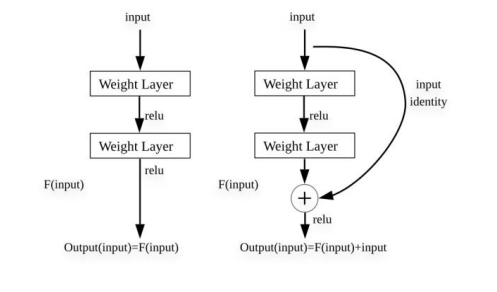 input
Weight Layer
relu
Weight Layer
relu
F(input)
Output(input)=F(input)
input
input
identity
Weight Layer
relu
Weight Layer
F(input)
+
relu
Output(input)=F(input)+input